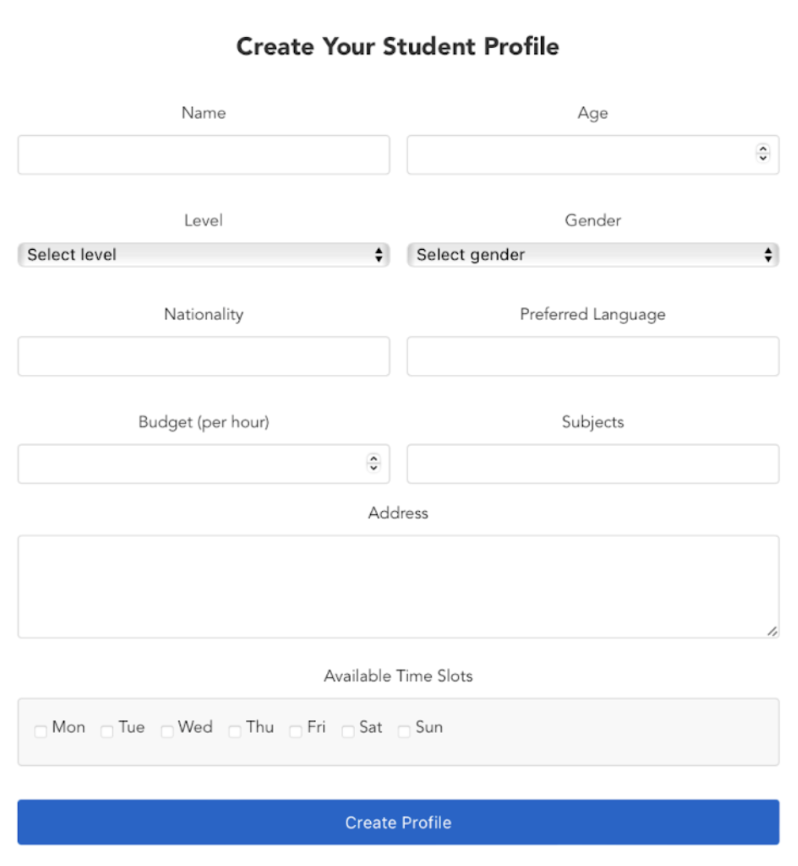 Create Your Student Profile
Name Age
Level Gender
Select level Select gender
Nationality Preferred Language
Budget (per hour) Subjects
Address
Available Time Slots
Mon Tue Wed Thu Fri Sat Sun
Create Profile